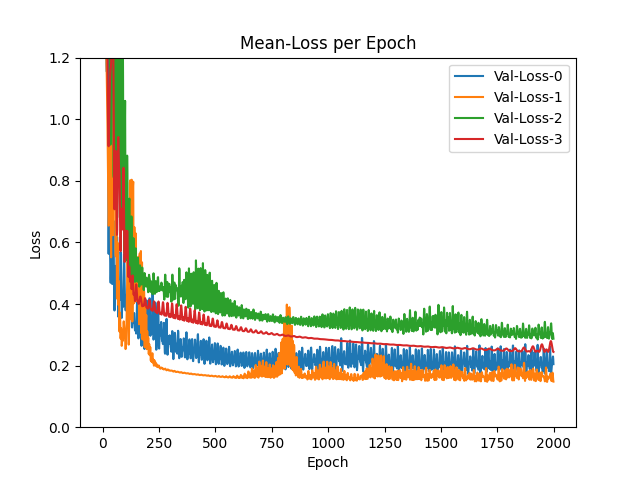 Mean-Loss per Epoch
Val-Loss-0
Val-Loss-1
Val-Loss-2
Val-Loss-3
Loss
1.2
1.0
0.8
0.6
0.4
0.2
0.0
0 250 500 750 1000 1250 1500 1750 2000
Epoch